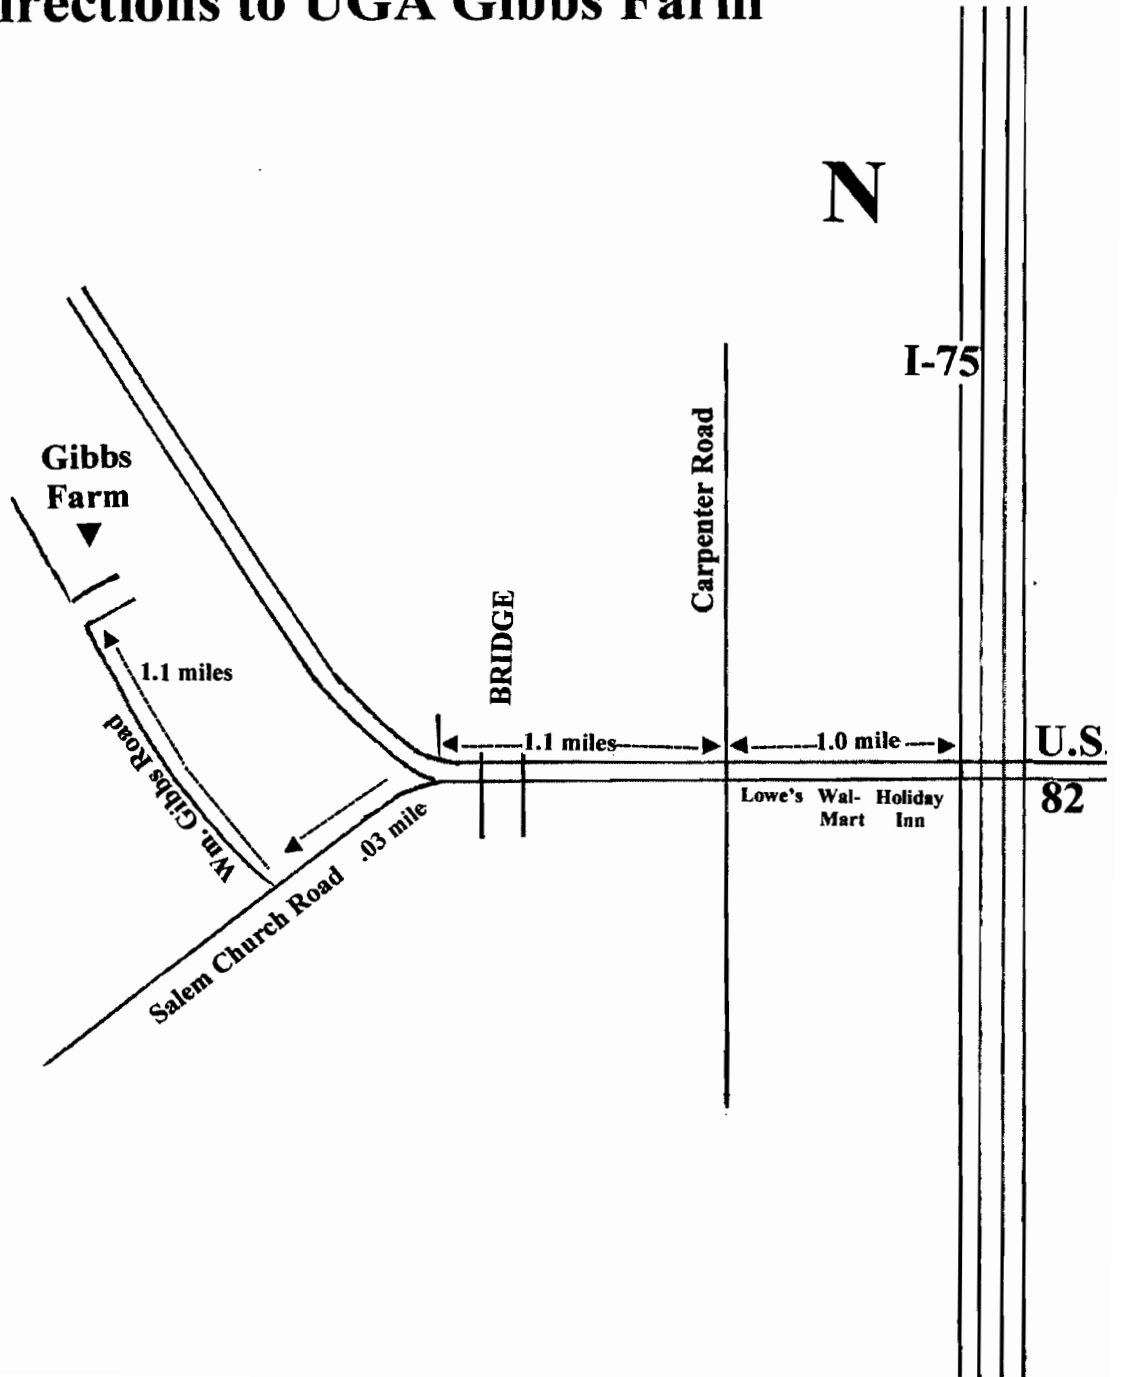 irections to UGA Gibbs Farm
N
I-75
Carpenter Road
Gibbs
Farm
BRIDGE
1.1 miles
Wm. Gibbs Road
1.1 miles
1.0 mile
U.S.
82
Lowe's Wal- Holiday
Mart Inn
.03 mile
Salem Church Road